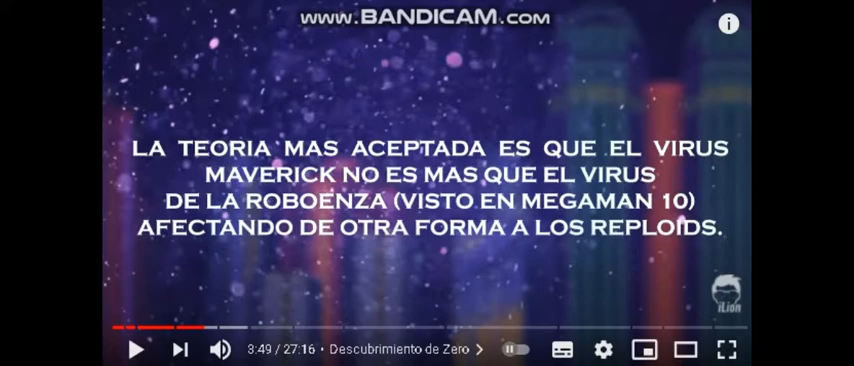 WWW.BANDICAM.COM
i
LA TEORIA MAS ACEPTADA ES QUE EL VIRUS
MAVERICK NO ES MAS QUE EL VIRUS
DE LA ROBOENZA (VISTO EN MEGAMAN 10)
AFECTANDO DE OTRA FORMA A LOS REPLOIDS.
iLion
3:49 / 27:16 • Descubrimiento de Zero